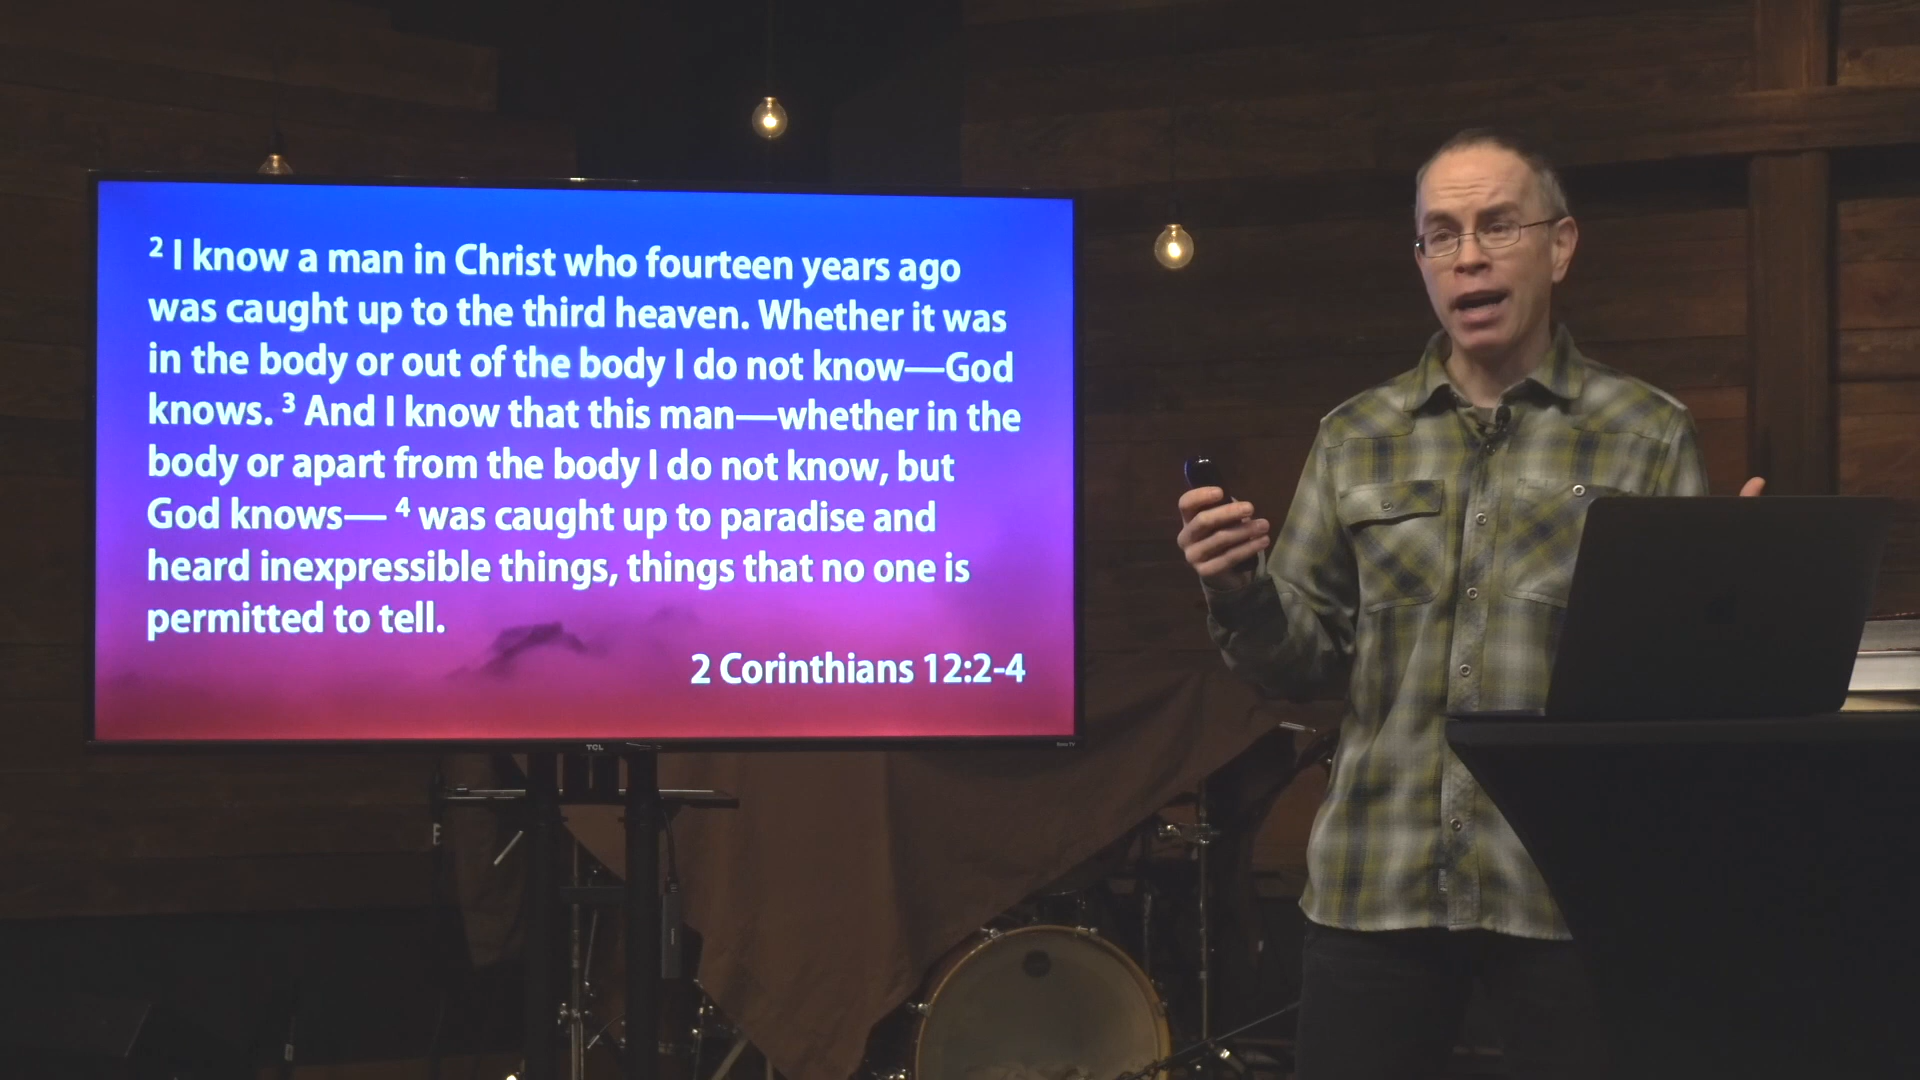 2 I know a man in Christ who fourteen years ago
was caught up to the third heaven. Whether it was
in the body or out of the body I do not know—God
knows. 3 And I know that this man—whether in the
body or apart from the body I do not know, but
God knows— 4 was caught up to paradise and
heard inexpressible things, things that no one is
permitted to tell.
2 Corinthians 12:2-4
TCL
Roku TV